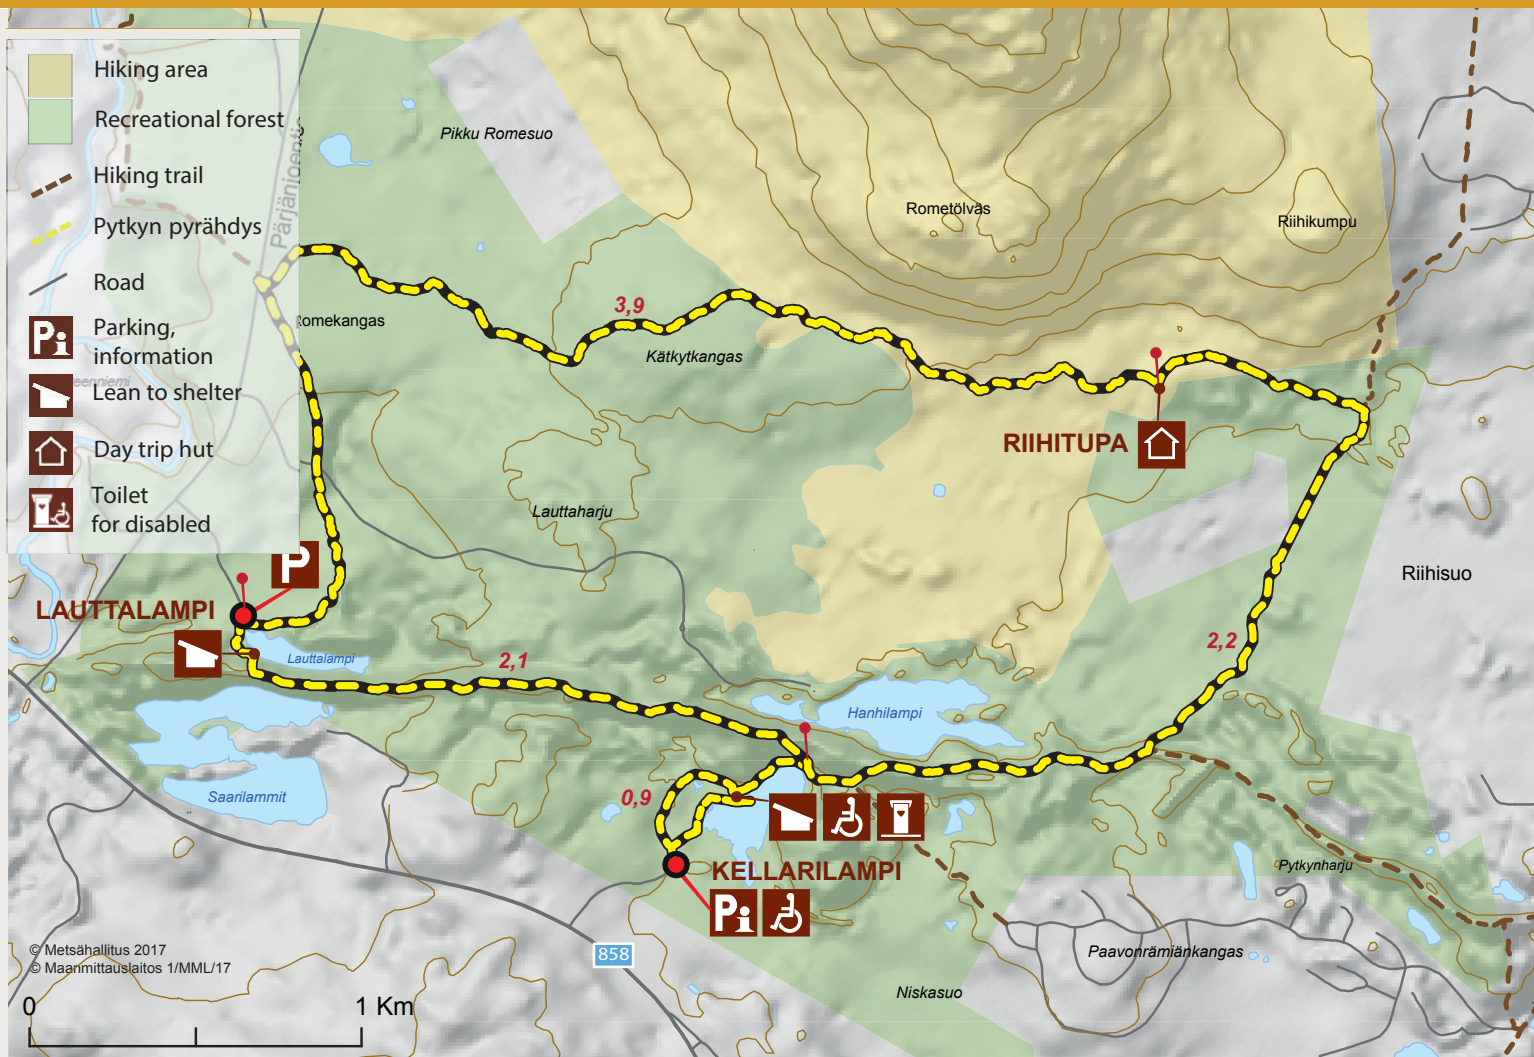 Hiking area
Recreational forest
Hiking trail
Pytkyn pyrähdys
Road
Parking,
information
Lean to shelter
Day trip hut
Toilet
for disabled
Pikku Romesuo
Rometölväs
Riihikumpu
3,9
omekangas
Kätkytkangas
RIIHITUPA
Lauttaharju
Riihisuo
P
LAUTTALAMPI
Lauttalampi
2,1
2,2
Hanhilampi
Saarilammit
0,9
KELLARILAMPI
Pi
Pytkynharju
858
Paavonrämiänkangas
Niskasuo
© Metsähallitus 2017
© Maanmittauslaitos 1/MML/17
0
1 Km